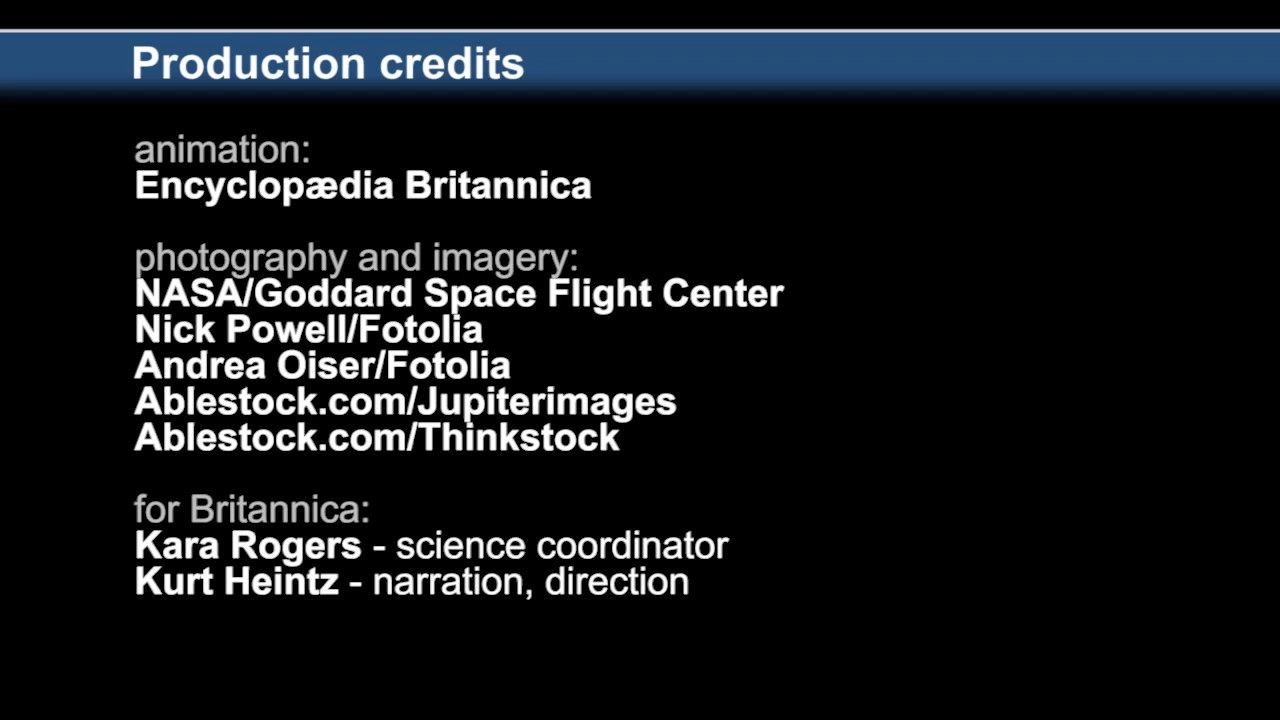 Production credits
animation:
Encyclopædia Britannica
photography and imagery:
NASA/Goddard Space Flight Center
Nick Powell/Fotolia
Andrea Oiser/Fotolia
Ablestock.com/Jupiterimages
Ablestock.com/Thinkstock
for Britannica:
Kara Rogers - science coordinator
Kurt Heintz - narration, direction